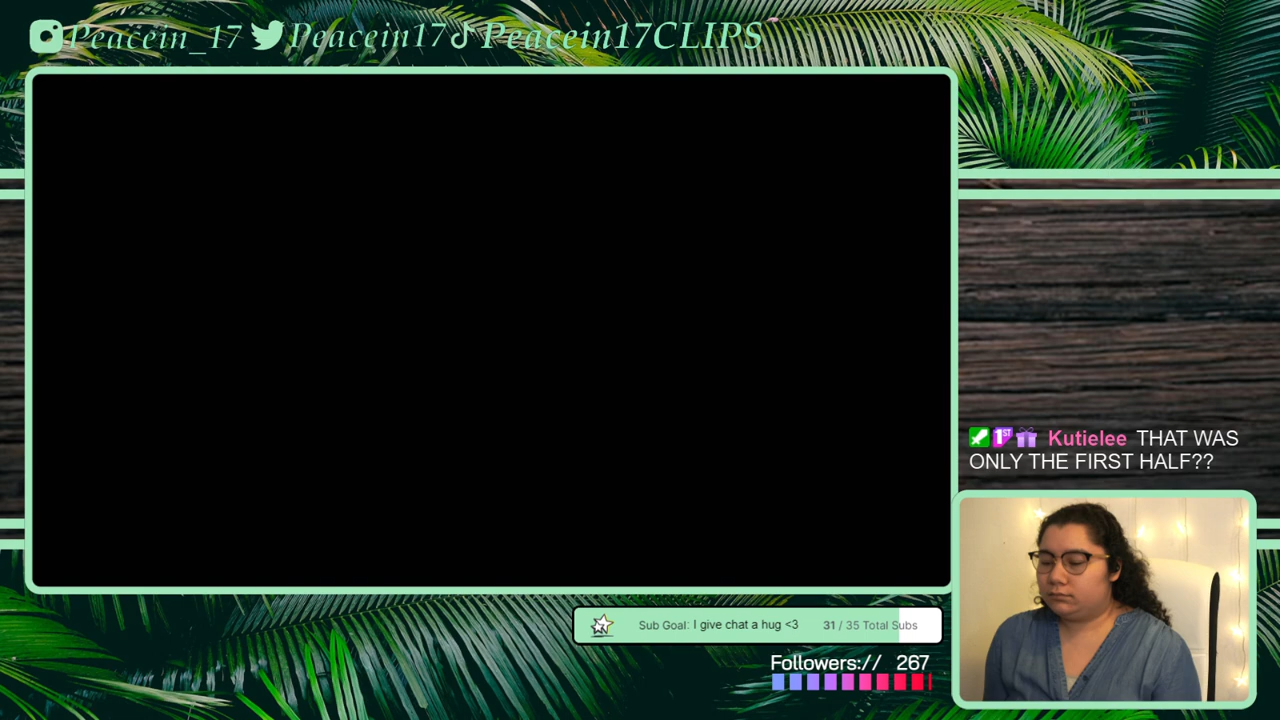 Peacein_17 Peacein17 Peacein17CLIPS
1ST Kutielee THAT WAS
ONLY THE FIRST HALF??
Sub Goal: I give chat a hug <3 31 / 35 Total Subs
Followers:// 267